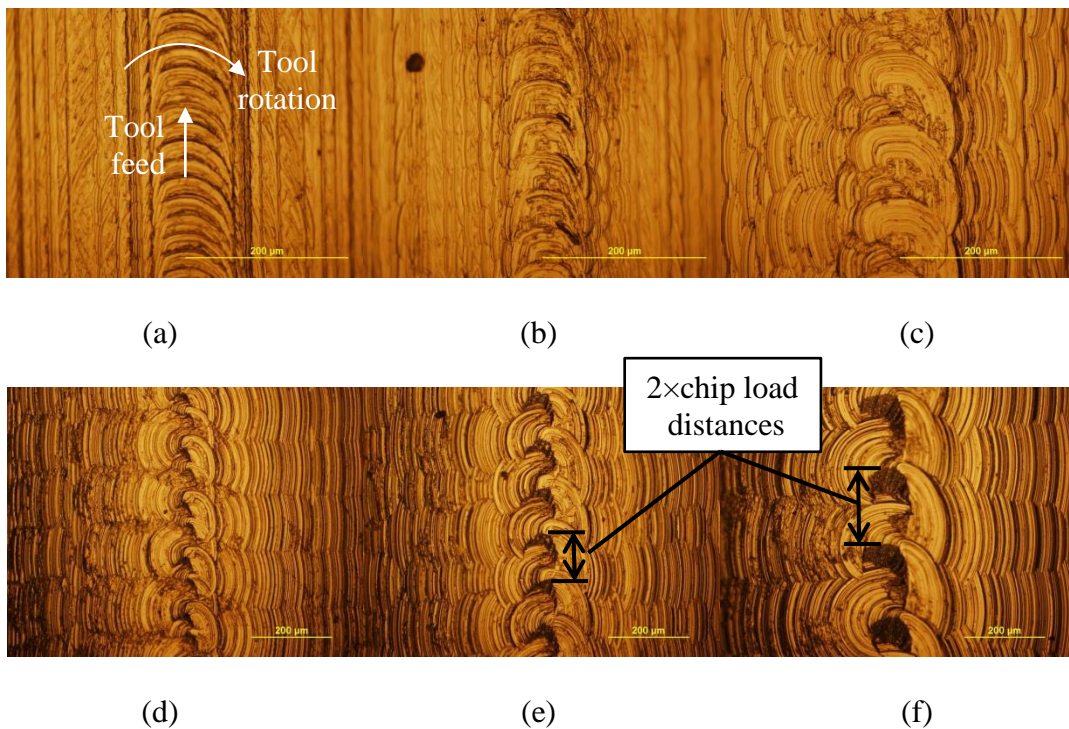 Tool
rotation
Tool
feed
200 µm
200 µm
200 µm
(a)
(b)
(c)
2×chip load
distances
200 µm
200 µm
200 µm
(d)
(e)
(f)